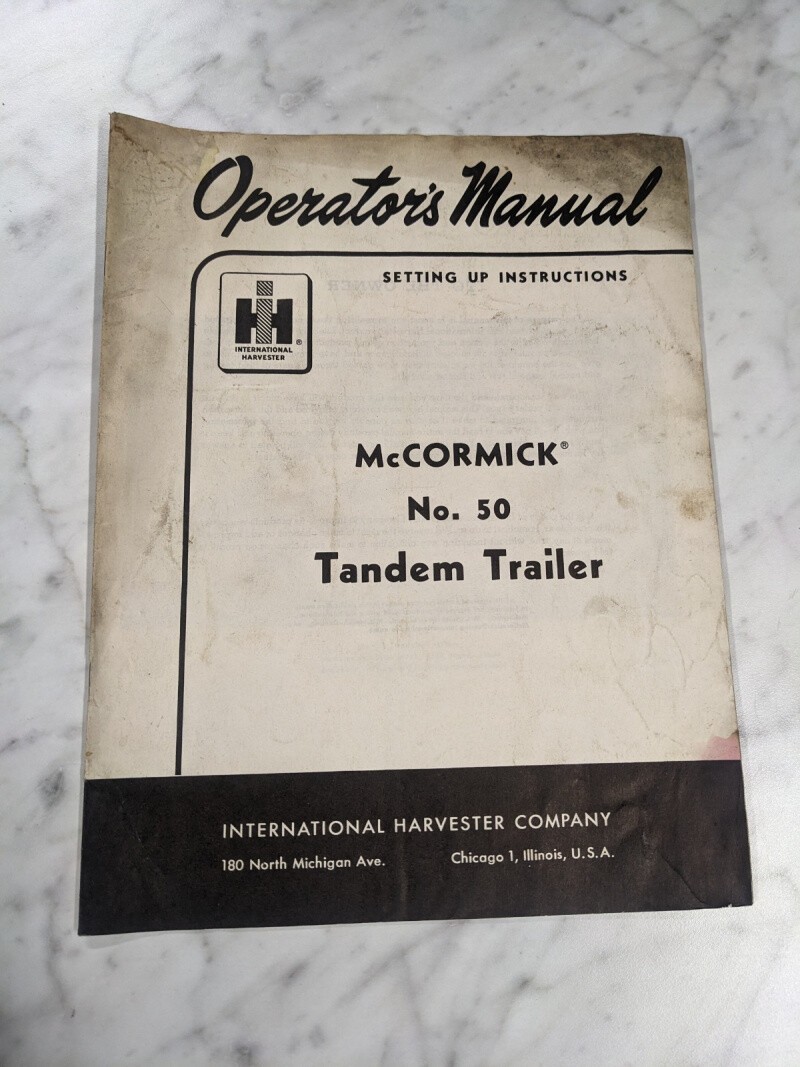 Operator's Manual
SETTING UP INSTRUCTIONS
IH
®
INTERNATIONAL
HARVESTER
McCORMICK®
No. 50
Tandem Trailer
INTERNATIONAL HARVESTER COMPANY
180 North Michigan Ave. Chicago 1, Illinois, U.S.A.